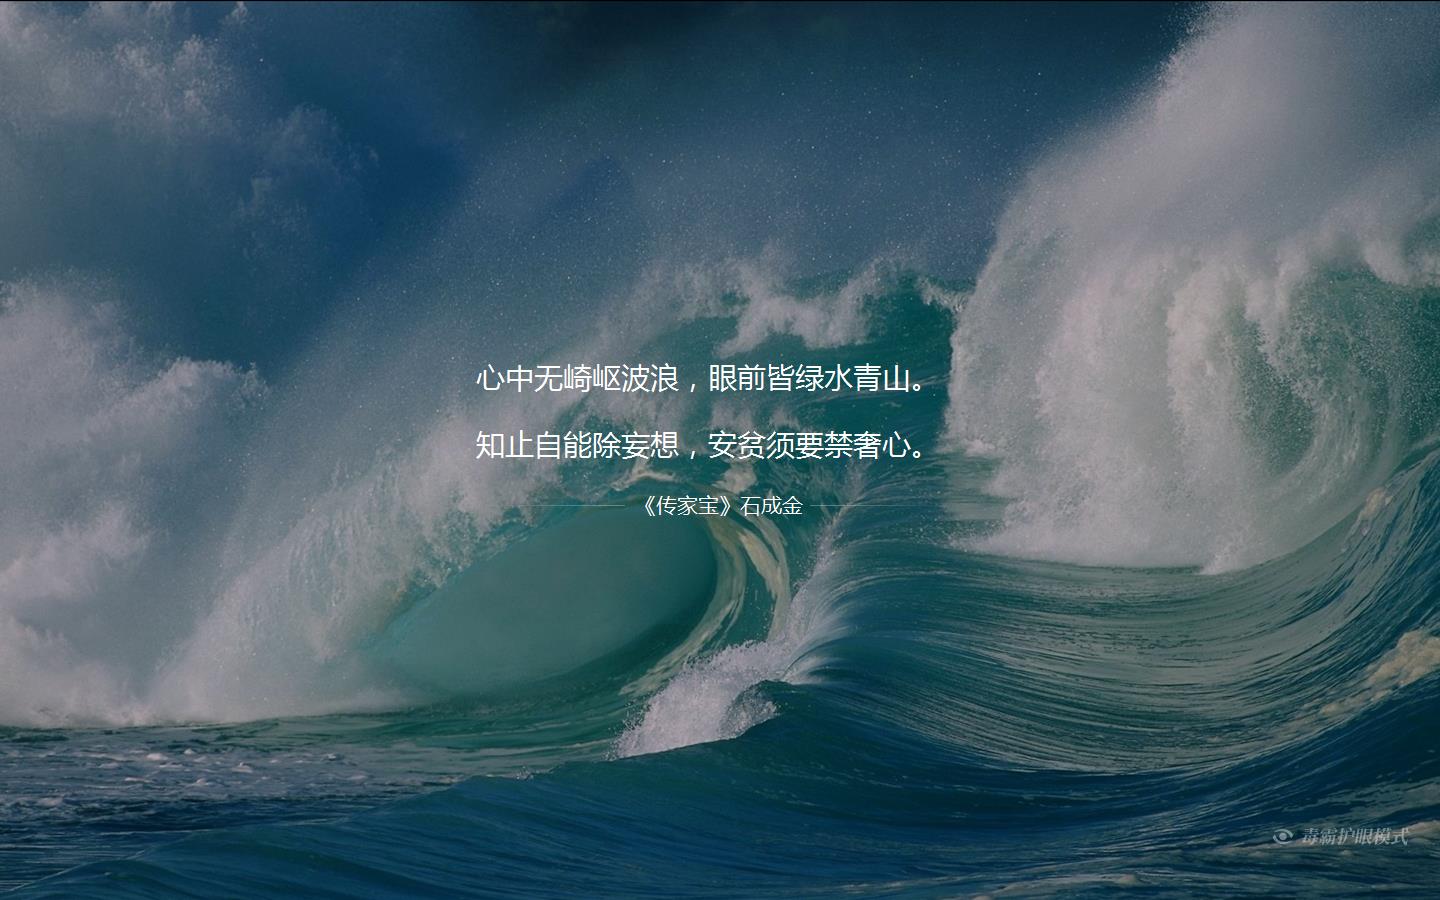 心中无崎岖波浪，眼前皆绿水青山。
知止自能除妄想，安贫须要禁奢心。
《传家宝》石成金
毒霸护眼模式